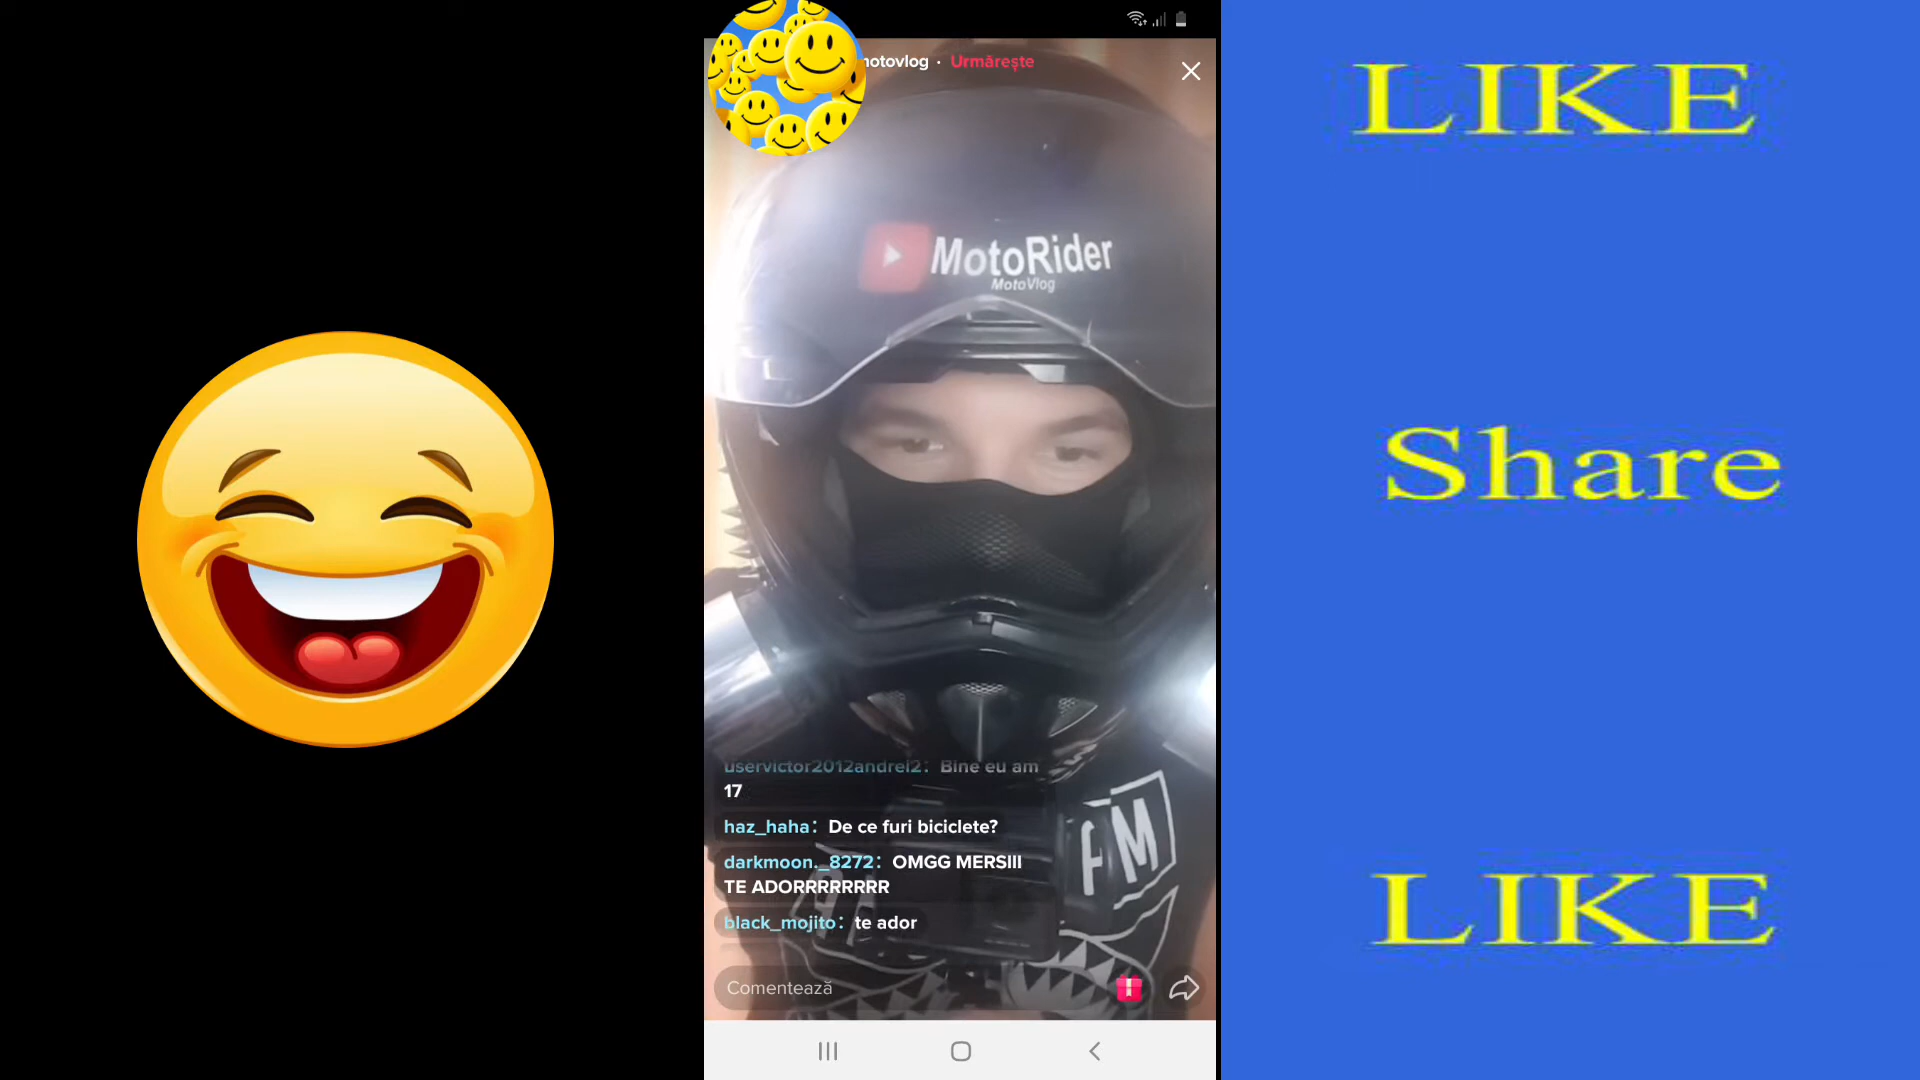 motovlog · Urmărește
MotoRider
MotoVlog
uservictor2012andrei2: Bine eu am
17
haz_haha: De ce furi biciclete?
darkmoon._8272: OMGG MERSIII
TE ADORRRRRRRR
black_mojito: te ador
Comentează
LIKE
Share
LIKE